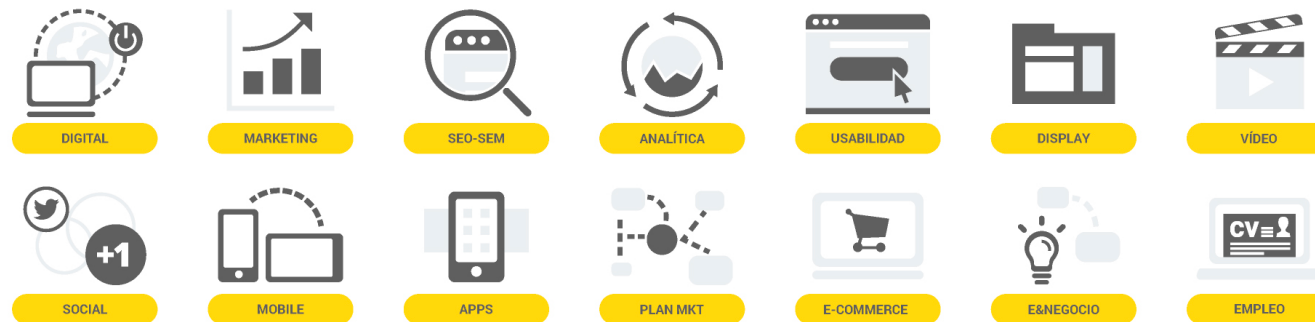 DIGITAL
MARKETING
SEO-SEM
ANALÍTICA
USABILIDAD
DISPLAY
VÍDEO
+1
CV
SOCIAL
MOBILE
APPS
PLAN MKT
E-COMMERCE
E&NEGOCIO
EMPLEO